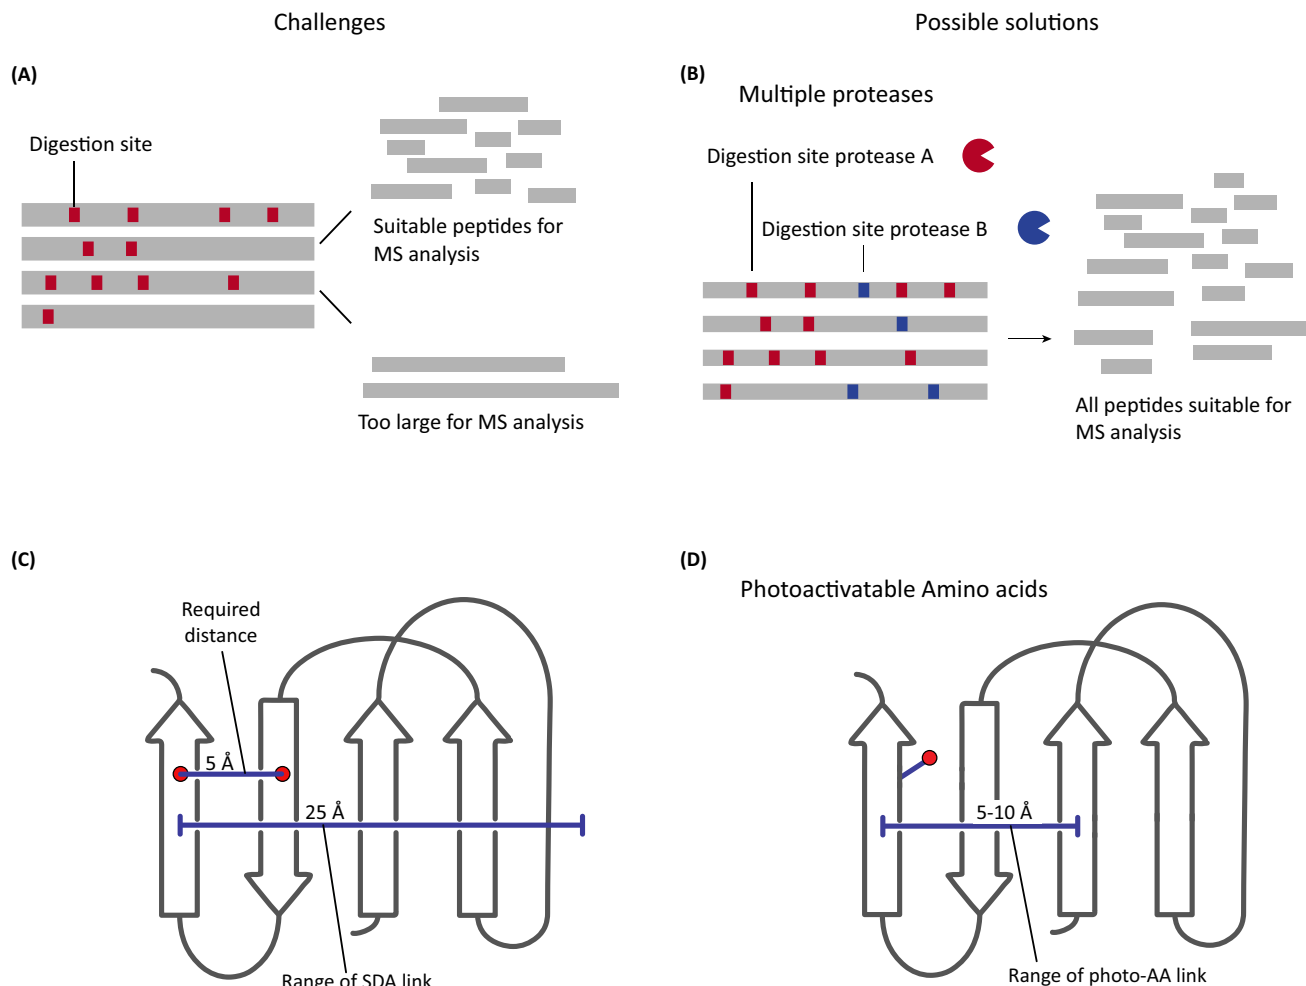 Challenges
Possible solutions
(A)
Digestion site
Suitable peptides for
MS analysis
Too large for MS analysis
(B)
Multiple proteases
Digestion site protease A
Digestion site protease B
All peptides suitable for
MS analysis
(C)
Required
distance
5 Å
25 Å
Range of SDA link
(D)
Photoactivatable Amino acids
5-10 Å
Range of photo-AA link